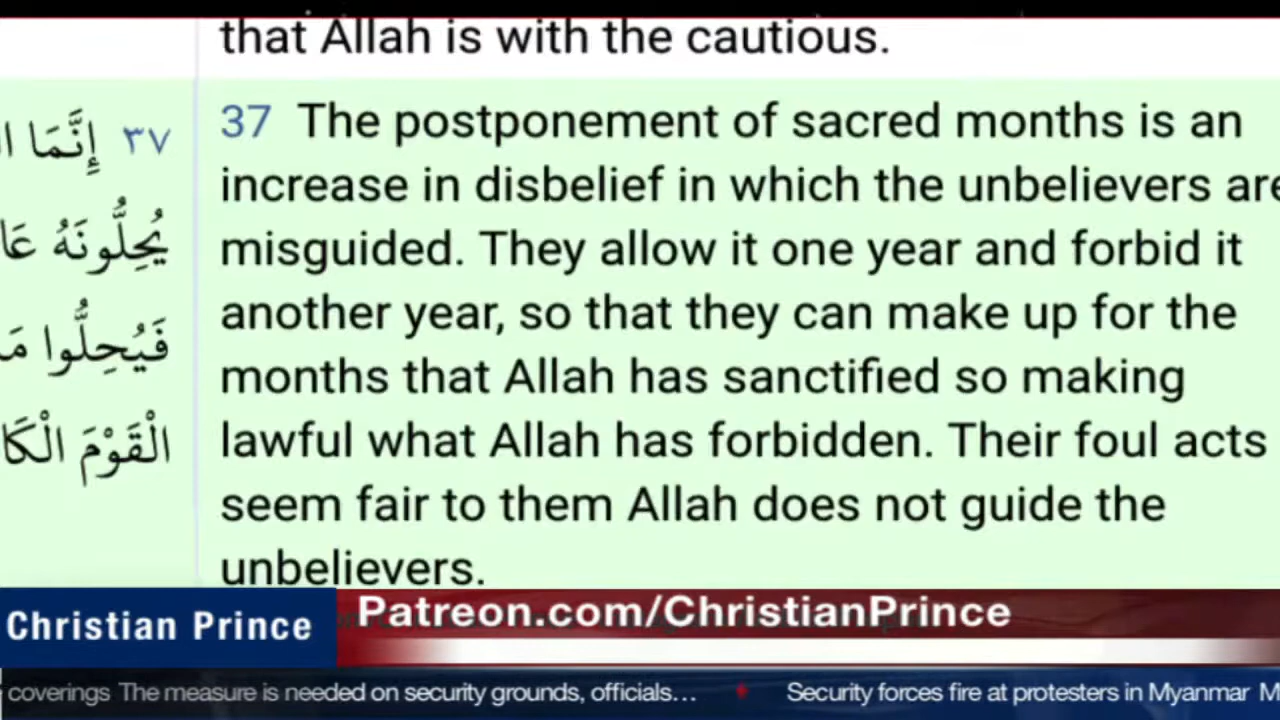 that Allah is with the cautious.
37 The postponement of sacred months is an
increase in disbelief in which the unbelievers are
misguided. They allow it one year and forbid it
another year, so that they can make up for the
months that Allah has sanctified so making
lawful what Allah has forbidden. Their foul acts
seem fair to them Allah does not guide the
unbelievers.
٣٧ إِنَّمَا
يُحِلُّونَهُ
فَيُحِلُّوا
الْقَوْمَ
Christian Prince
Patreon.com/ChristianPrince
coverings The measure is needed on security grounds, officials… Security forces fire at protesters in Myanmar M